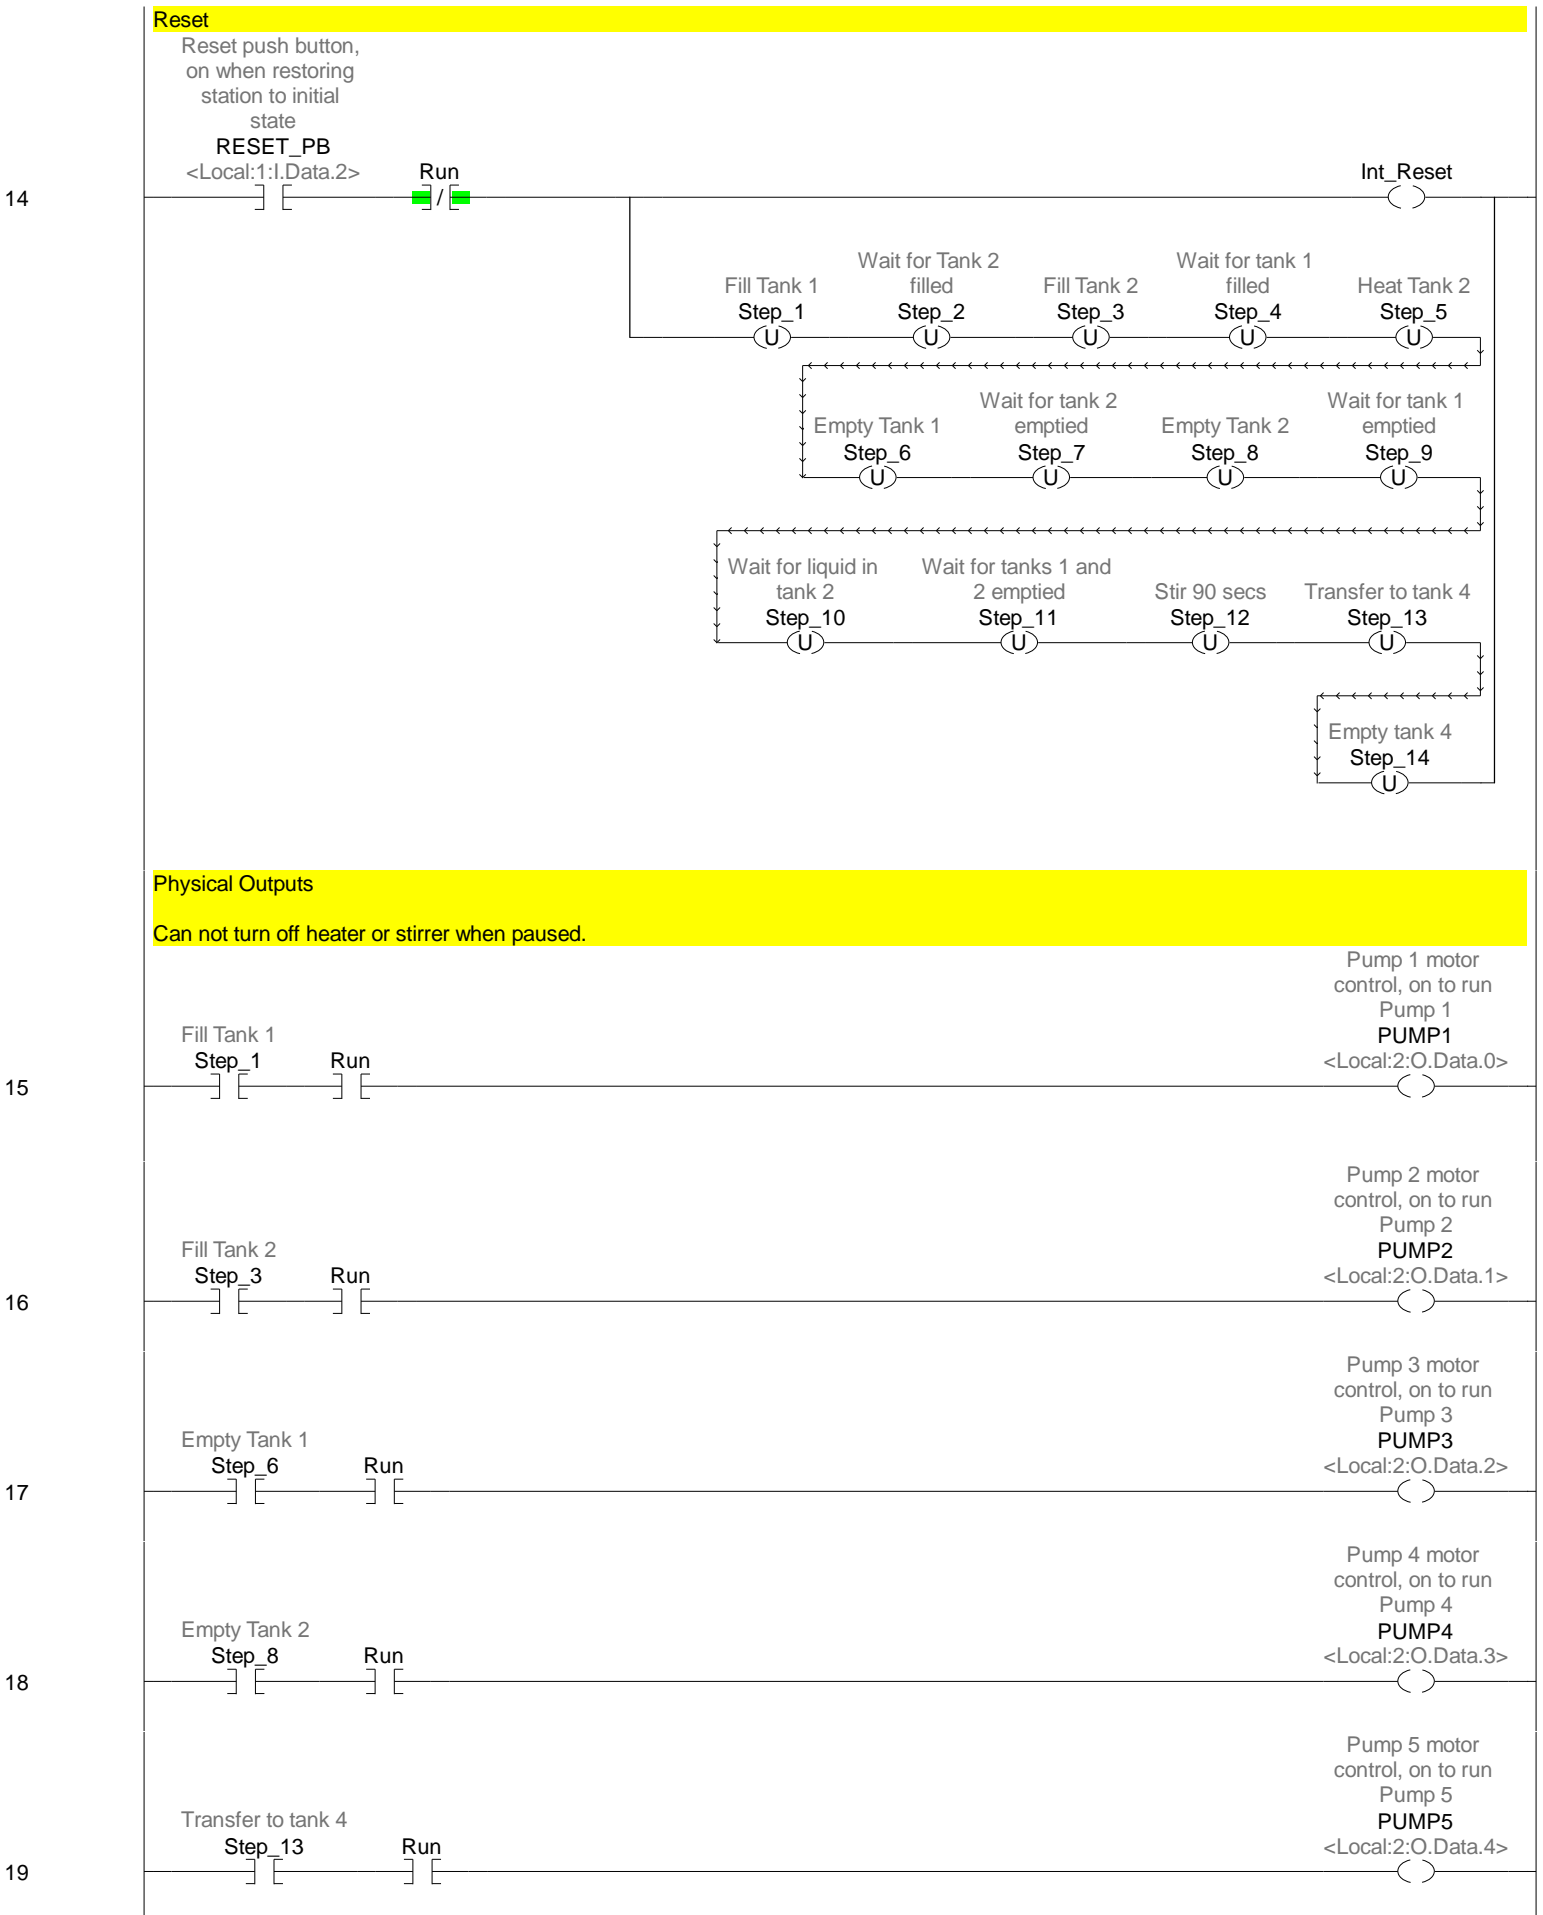 Reset
Reset push button,
on when restoring
station to initial
state
RESET_PB
<Local:1:I.Data.2>
Run
Int_Reset
14
/
Fill Tank 1
Step_1
U
Wait for Tank 2
filled
Step_2
U
Fill Tank 2
Step_3
U
Wait for tank 1
filled
Step_4
U
Heat Tank 2
Step_5
U
Empty Tank 1
Step_6
U
Wait for tank 2
emptied
Step_7
U
Empty Tank 2
Step_8
U
Wait for tank 1
emptied
Step_9
U
Wait for liquid in
tank 2
Step_10
U
Wait for tanks 1 and
2 emptied
Step_11
U
Stir 90 secs
Step_12
U
Transfer to tank 4
Step_13
U
Empty tank 4
Step_14
U
Physical Outputs
Can not turn off heater or stirrer when paused.
15
Fill Tank 1
Step_1
Run
Pump 1 motor
control, on to run
Pump 1
PUMP1
<Local:2:O.Data.0>
16
Fill Tank 2
Step_3
Run
Pump 2 motor
control, on to run
Pump 2
PUMP2
<Local:2:O.Data.1>
17
Empty Tank 1
Step_6
Run
Pump 3 motor
control, on to run
Pump 3
PUMP3
<Local:2:O.Data.2>
18
Empty Tank 2
Step_8
Run
Pump 4 motor
control, on to run
Pump 4
PUMP4
<Local:2:O.Data.3>
19
Transfer to tank 4
Step_13
Run
Pump 5 motor
control, on to run
Pump 5
PUMP5
<Local:2:O.Data.4>